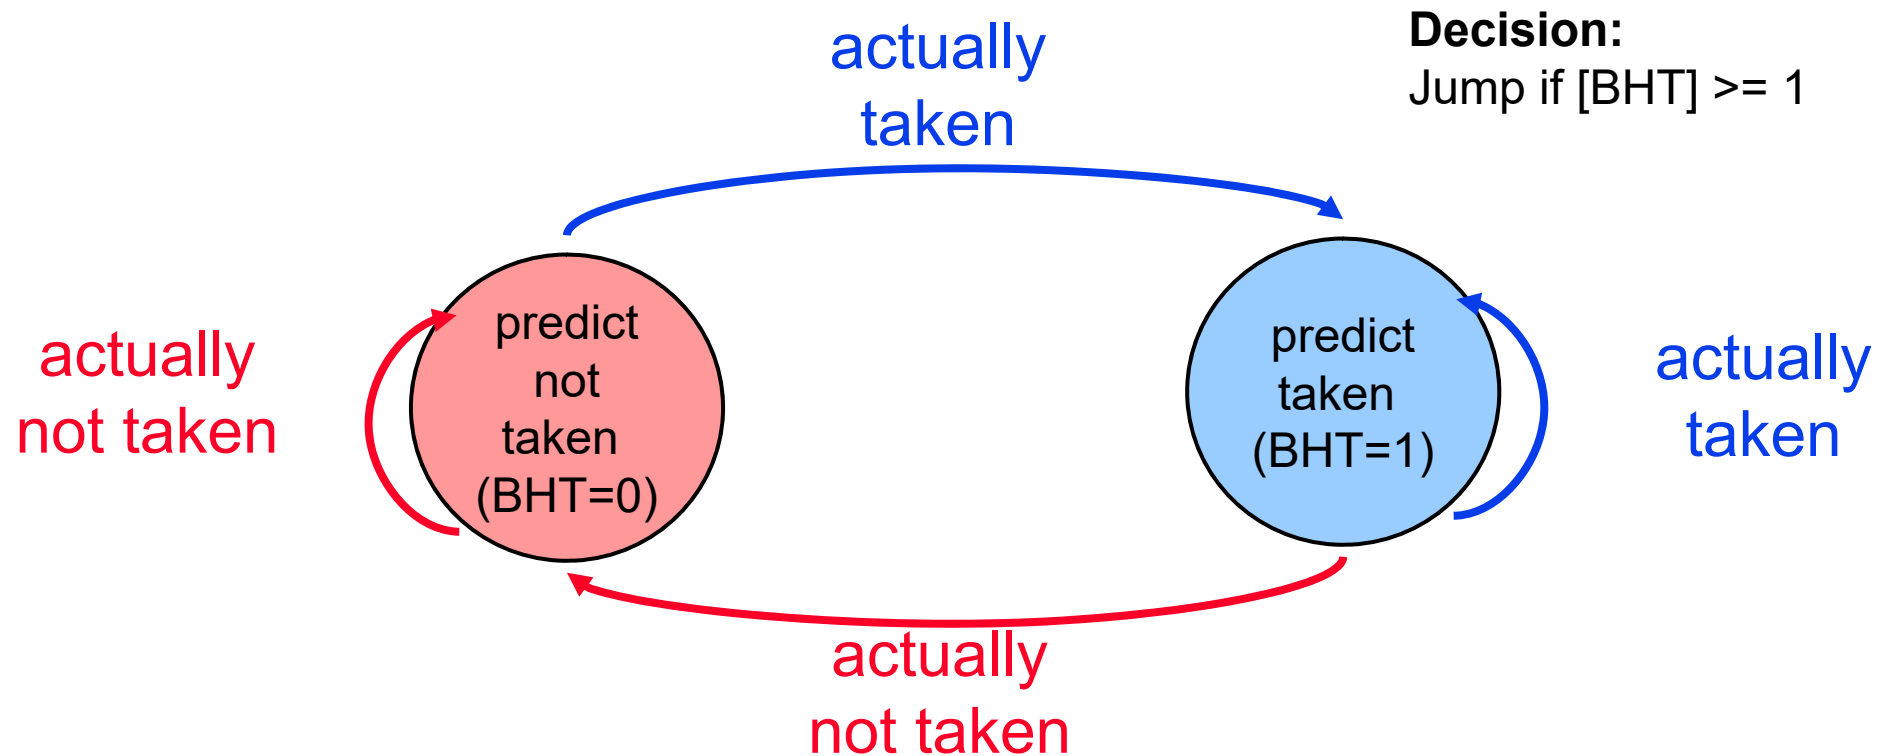 actually
taken
Decision:
Jump if [BHT] >= 1
actually
not taken
predict
not
taken
(BHT=0)
predict
taken
(BHT=1)
actually
taken
actually
not taken